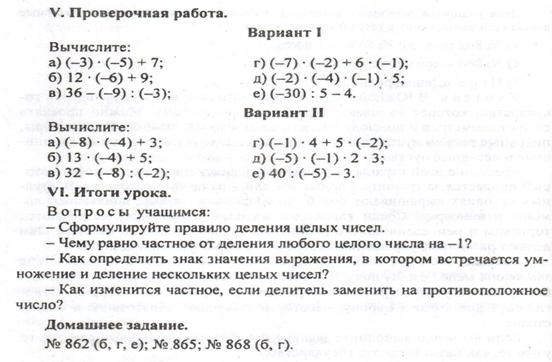 V. Проверочная работа.
Вариант I
Вычислите:
а) (–3) · (–5) + 7; г) (–7) · (–2) + 6 · (–1);
б) 12 · (–6) + 9; д) (–2) · (–4) · (–1) · 5;
в) 36 – (–9) : (–3); е) (–30) : 5 – 4.
Вариант II
Вычислите:
а) (–8) · (–4) + 3; г) (–1) · 4 + 5 · (–2);
б) 13 · (–4) + 5; д) (–5) · (–1) · 2 · 3;
в) 32 – (–8) : (–2); е) 40 : (–5) – 3.
VI. Итоги урока.
Вопросы учащимся:
– Сформулируйте правило деления целых чисел.
– Чему равно частное от деления любого целого числа на –1?
– Как определить знак значения выражения, в котором встречается ум-
ножение и деление нескольких целых чисел?
– Как изменится частное, если делитель заменить на противоположное
число?
Домашнее задание.
№ 862 (б, г, е); № 865; № 868 (б, г).